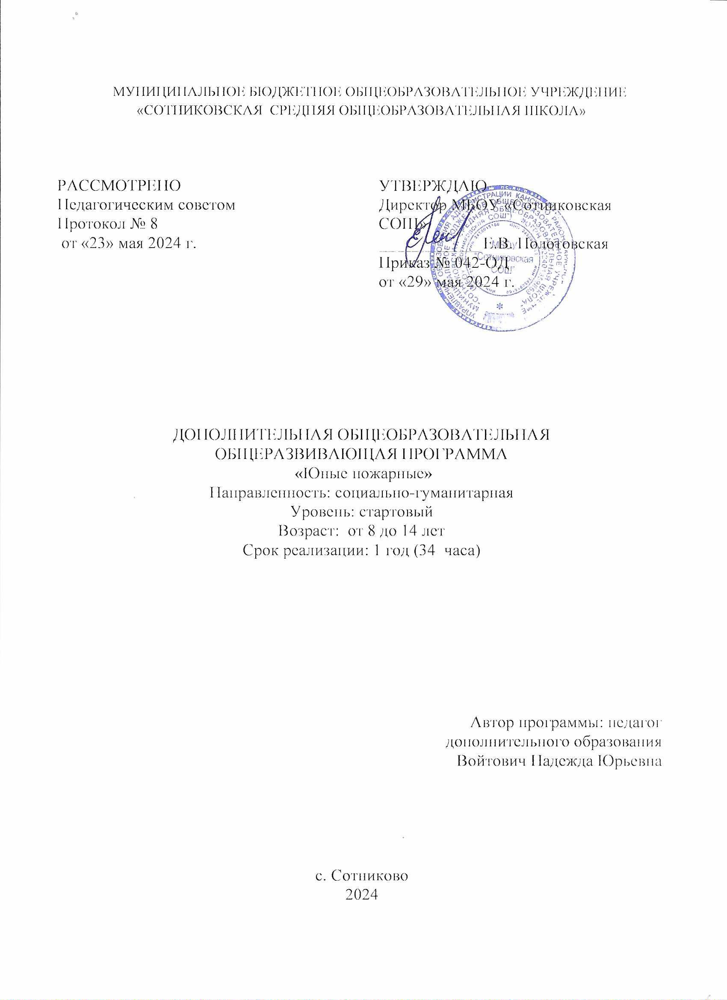 МУНИЦИПАЛЬНОЕ БЮДЖЕТНОЕ ОБЩЕОБРАЗОВАТЕЛЬНОЕ УЧРЕЖДЕНИЕ
«СОТНИКОВСКАЯ СРЕДНЯЯ ОБЩЕОБРАЗОВАТЕЛЬНАЯ ШКОЛА»
РАССМОТРЕНО
Педагогическим советом
Протокол № 8
от «23» мая 2024 г.
УТВЕРЖДАЮ
Директор МБОУ «Сотниковская
СОШ»
Е.В. Полотовская
Приказ № 042-ОД
от «29» мая 2024 г.
МБОУ
"Сотниковская
СОШ"
ДОПОЛНИТЕЛЬНАЯ ОБЩЕОБРАЗОВАТЕЛЬНАЯ
ОБЩЕРАЗВИВАЮЩАЯ ПРОГРАММА
«Юные пожарные»
Направленность: социально-гуманитарная
Уровень: стартовый
Возраст: от 8 до 14 лет
Срок реализации: 1 год (34 часа)
Автор программы: педагог
дополнительного образования
Войтович Надежда Юрьевна
с. Сотниково
2024